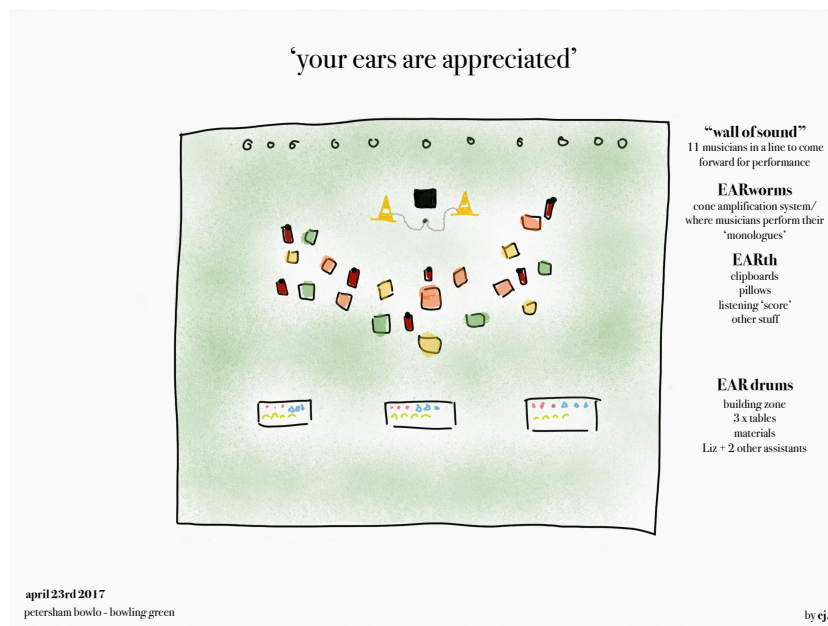 ‘your ears are appreciated’
“wall of sound”
11 musicians in a line to come
forward for performance
EARworms
cone amplification system/
where musicians perform their
‘monologues’
EARth
clipboards
pillows
listening ‘score’
other stuff
EAR drums
building zone
3 x tables
materials
Liz + 2 other assistants
april 23rd 2017
petersham bowlo - bowling green
by ej.